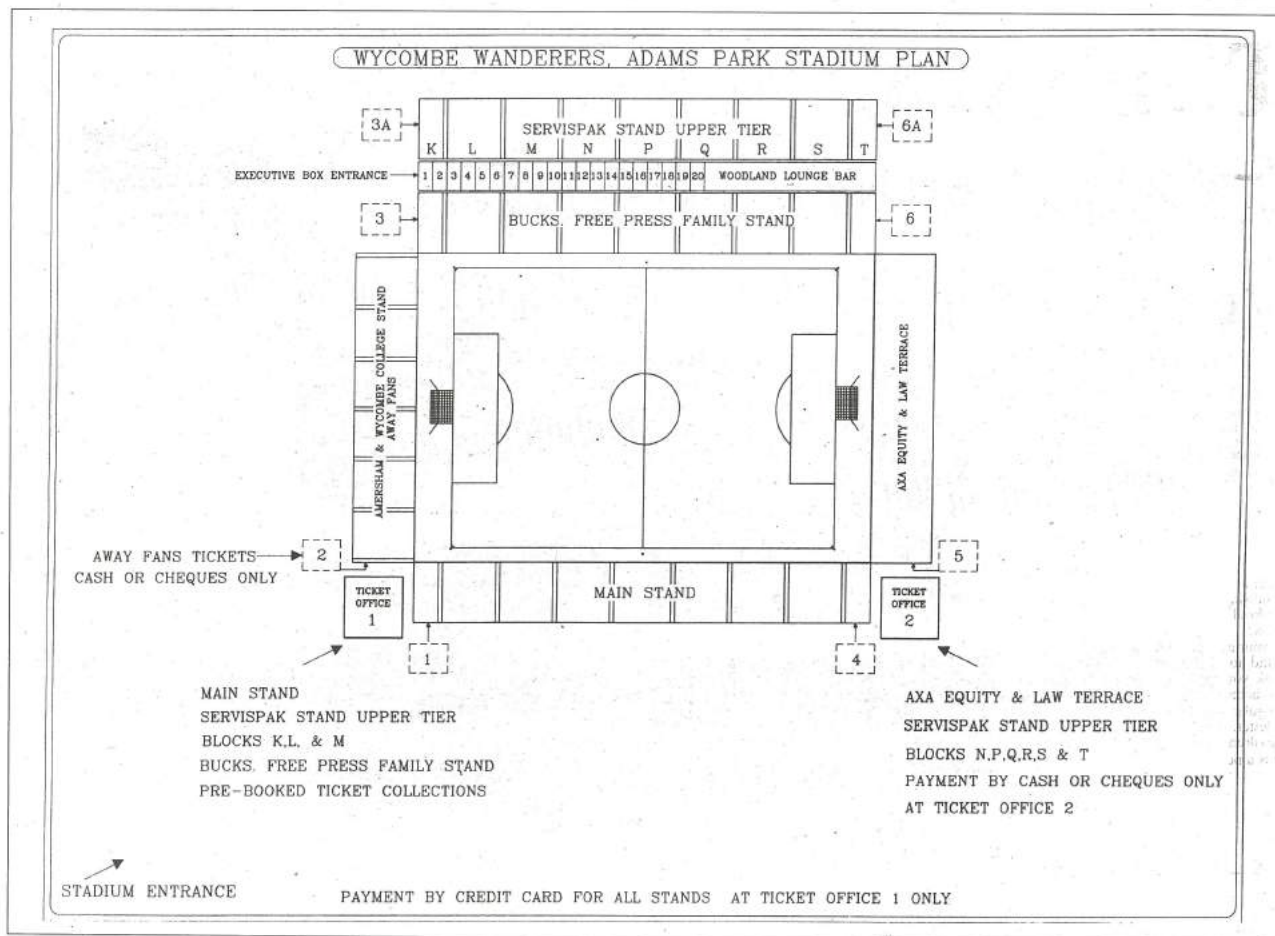 WYCOMBE WANDERERS, ADAMS PARK STADIUM PLAN
3A
SERVISPAK STAND UPPER TIER
6A
K L M N P Q R S T
EXECUTIVE BOX ENTRANCE
1 2 3 4 5 6 7 8 9 10 11 12 13 14 15 16 17 18 19 20 WOODLAND LOUNGE BAR
3
BUCKS. FREE PRESS FAMILY STAND
6
AMERSHAM & WYCOMBE COLLEGE STAND
AWAY FANS
AXA EQUITY & LAW TERRACE
AWAY FANS TICKETS
CASH OR CHEQUES ONLY
2
5
TICKET
OFFICE
1
MAIN STAND
TICKET
OFFICE
2
1
4
MAIN STAND
SERVISPAK STAND UPPER TIER
BLOCKS K,L, & M
BUCKS. FREE PRESS FAMILY STAND
PRE-BOOKED TICKET COLLECTIONS
AXA EQUITY & LAW TERRACE
SERVISPAK STAND UPPER TIER
BLOCKS N,P,Q,R,S & T
PAYMENT BY CASH OR CHEQUES ONLY
AT TICKET OFFICE 2
STADIUM ENTRANCE
PAYMENT BY CREDIT CARD FOR ALL STANDS AT TICKET OFFICE 1 ONLY